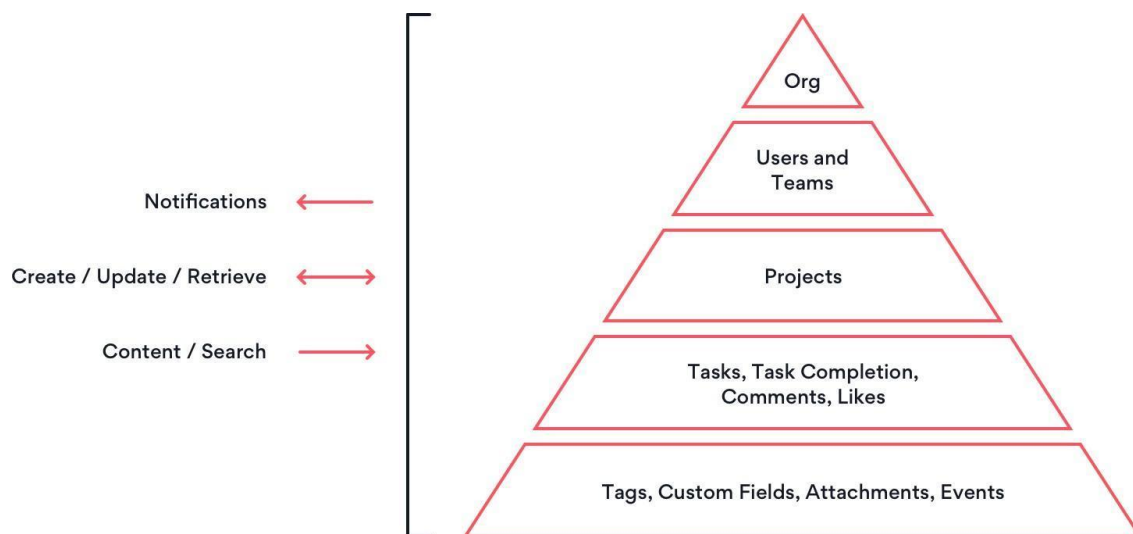 Org
Users and
Teams
Notifications
Create / Update / Retrieve
Projects
Content / Search
Tasks, Task Completion,
Comments, Likes
Tags, Custom Fields, Attachments, Events